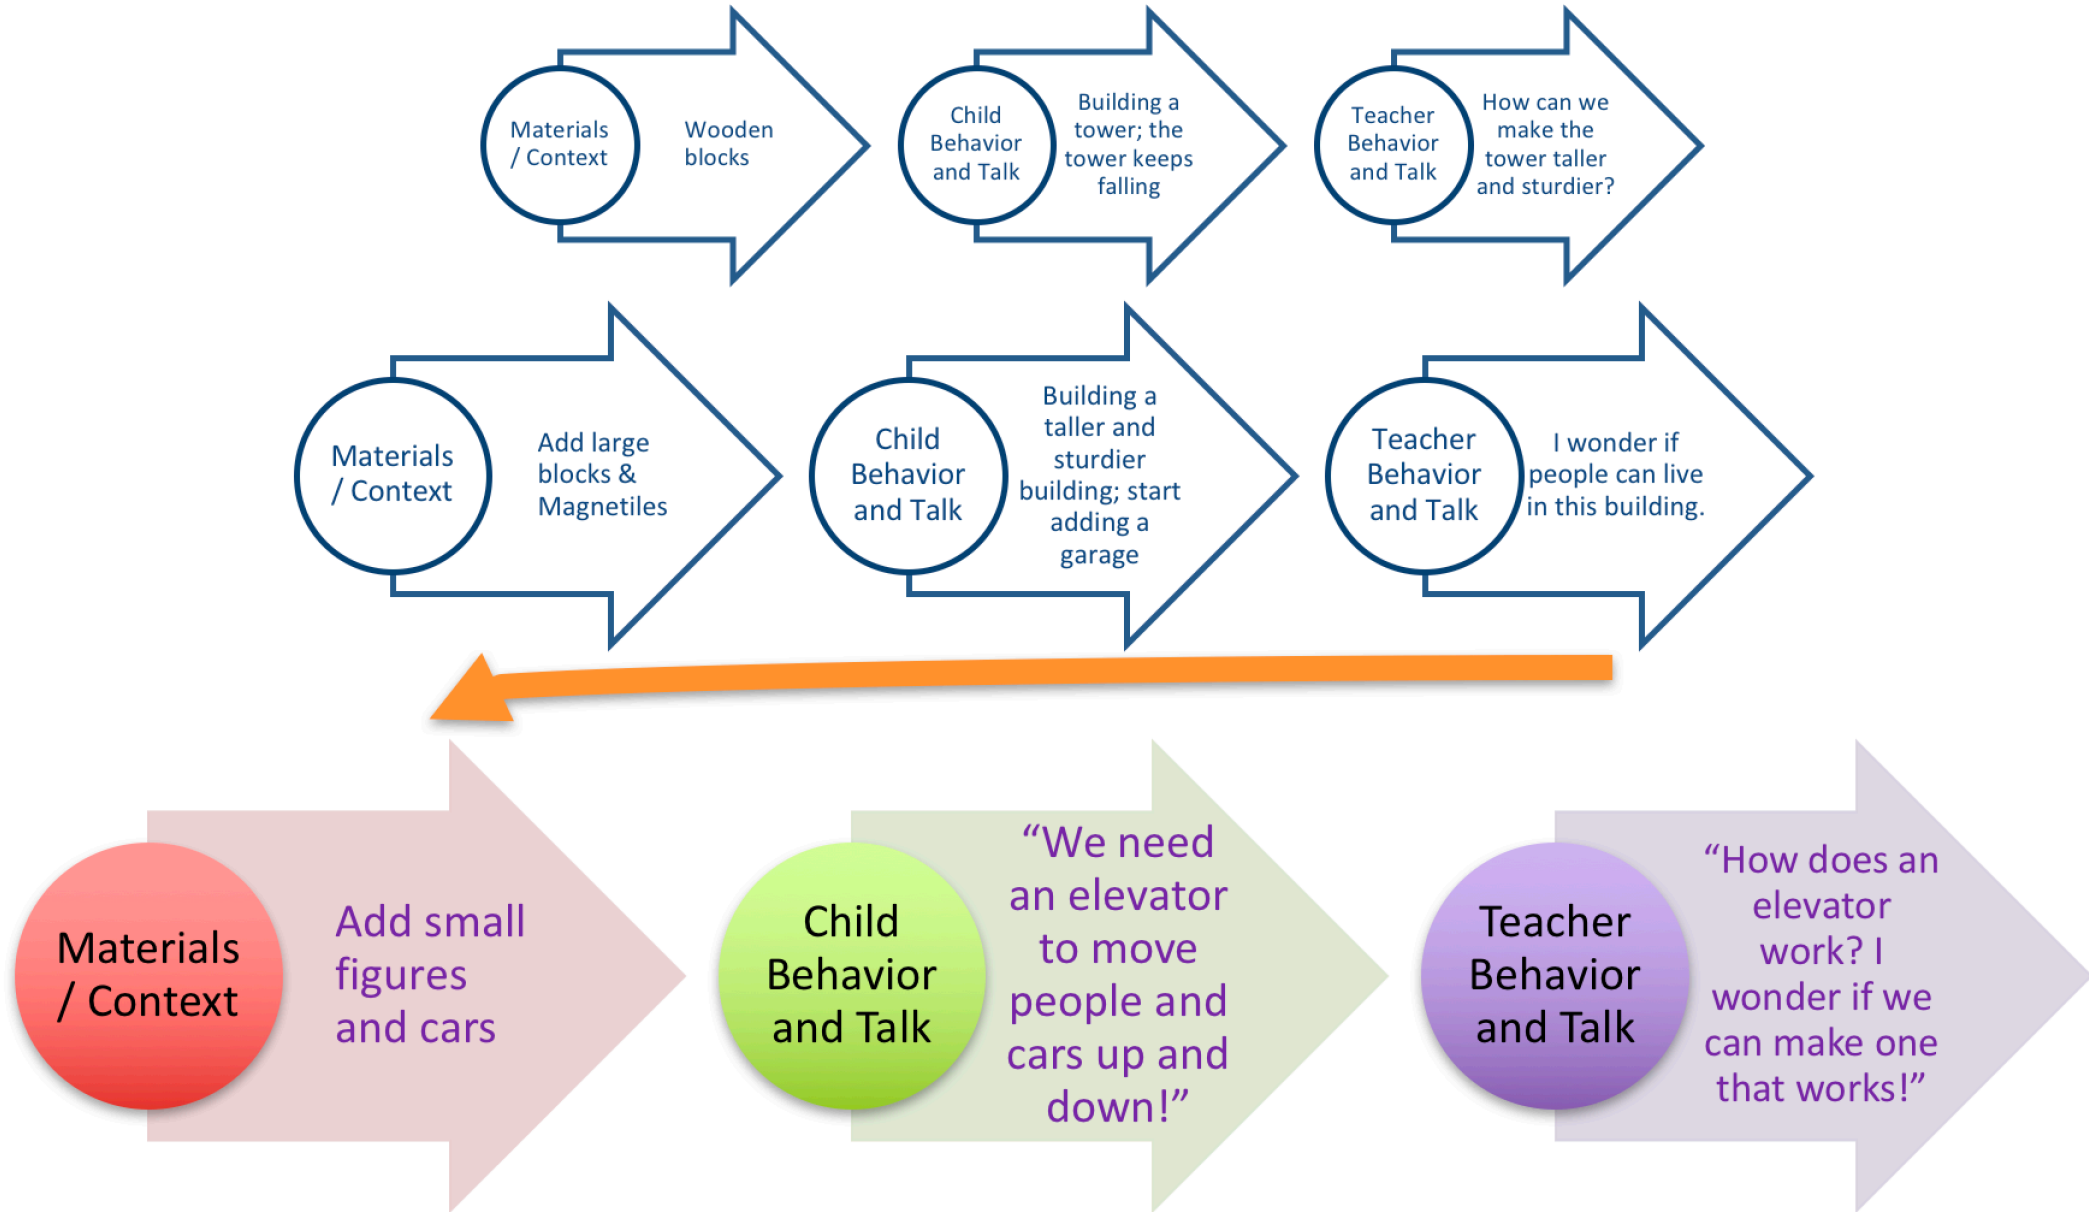 Materials
/ Context
Wooden
blocks
Child
Behavior
and Talk
Building a
tower; the
tower keeps
falling
Teacher
Behavior
and Talk
How can we
make the
tower taller
and sturdier?
Materials
/ Context
Add large
blocks &
Magnetiles
Child
Behavior
and Talk
Building a
taller and
sturdier
building; start
adding a
garage
Teacher
Behavior
and Talk
I wonder if
people can live
in this building.
Materials
/ Context
Add small
figures
and cars
Child
Behavior
and Talk
“We need
an elevator
to move
people and
cars up and
down!”
Teacher
Behavior
and Talk
“How does an
elevator
work? I
wonder if we
can make one
that works!”